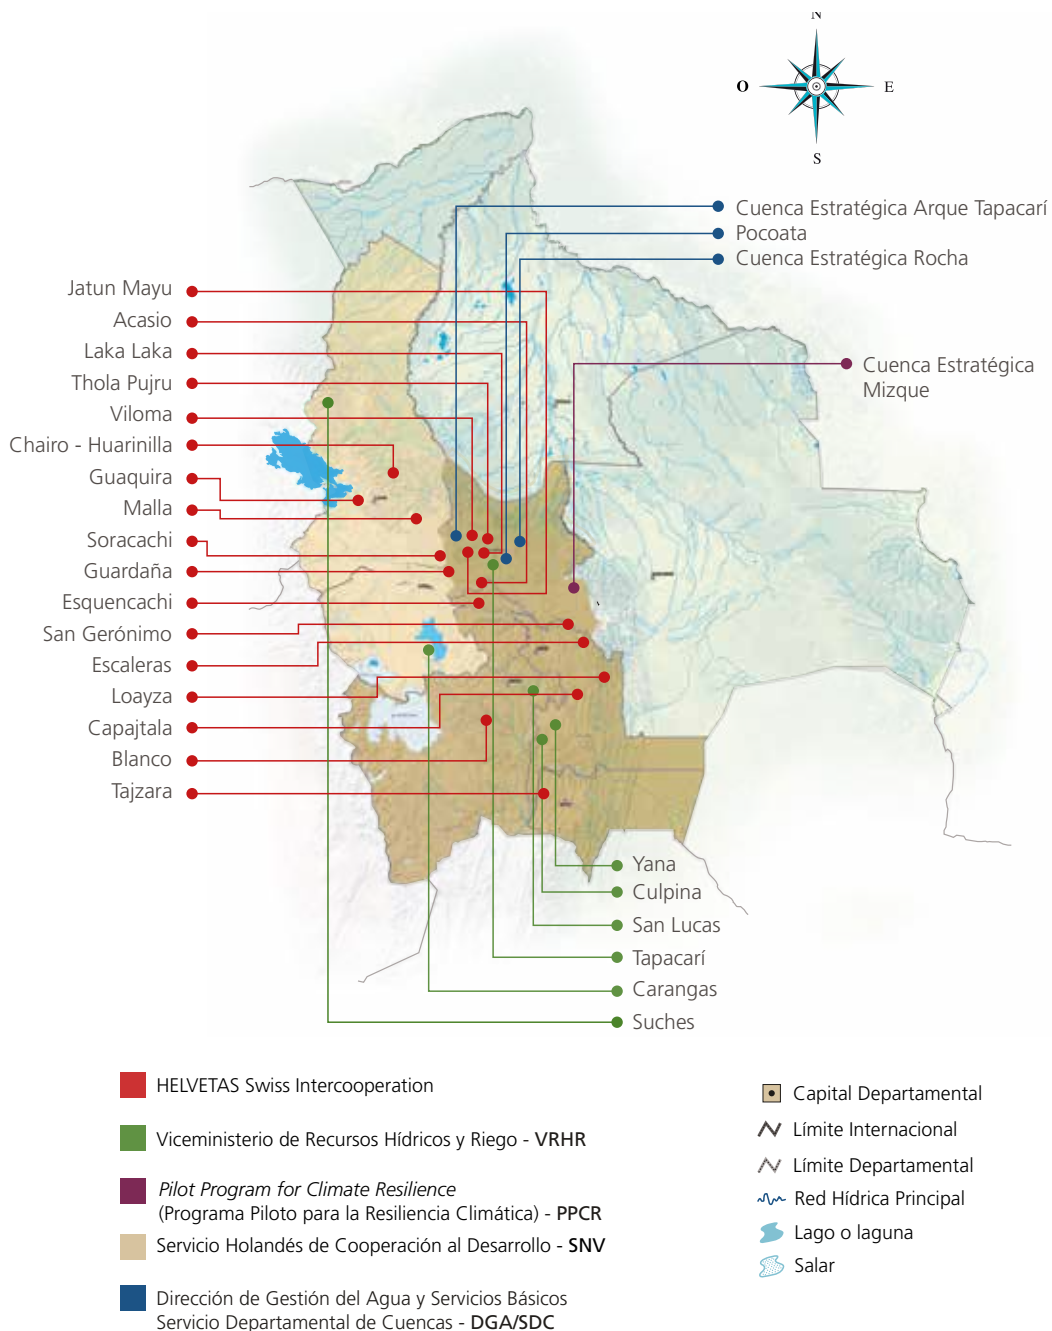 N
O
E
S
Cuenca Estratégica Arque Tapacarí
Pocoata
Cuenca Estratégica Rocha
Jatun Mayu
Acasio
Laka Laka
Thola Pujru
Viloma
Chairo - Huarinilla
Guaquira
Malla
Soracachi
Guardaña
Esquencachi
San Gerónimo
Escaleras
Loayza
Capajtala
Blanco
Tajzara
Cuenca Estratégica
Mizque
Yana
Culpina
San Lucas
Tapacarí
Carangas
Suches
HELVETAS Swiss Intercooperation
Viceministerio de Recursos Hídricos y Riego - VRHR
Pilot Program for Climate Resilience
(Programa Piloto para la Resiliencia Climática) - PPCR
Servicio Holandés de Cooperación al Desarrollo - SNV
Dirección de Gestión del Agua y Servicios Básicos
Servicio Departamental de Cuencas - DGA/SDC
Capital Departamental
Límite Internacional
Límite Departamental
Red Hídrica Principal
Lago o laguna
Salar